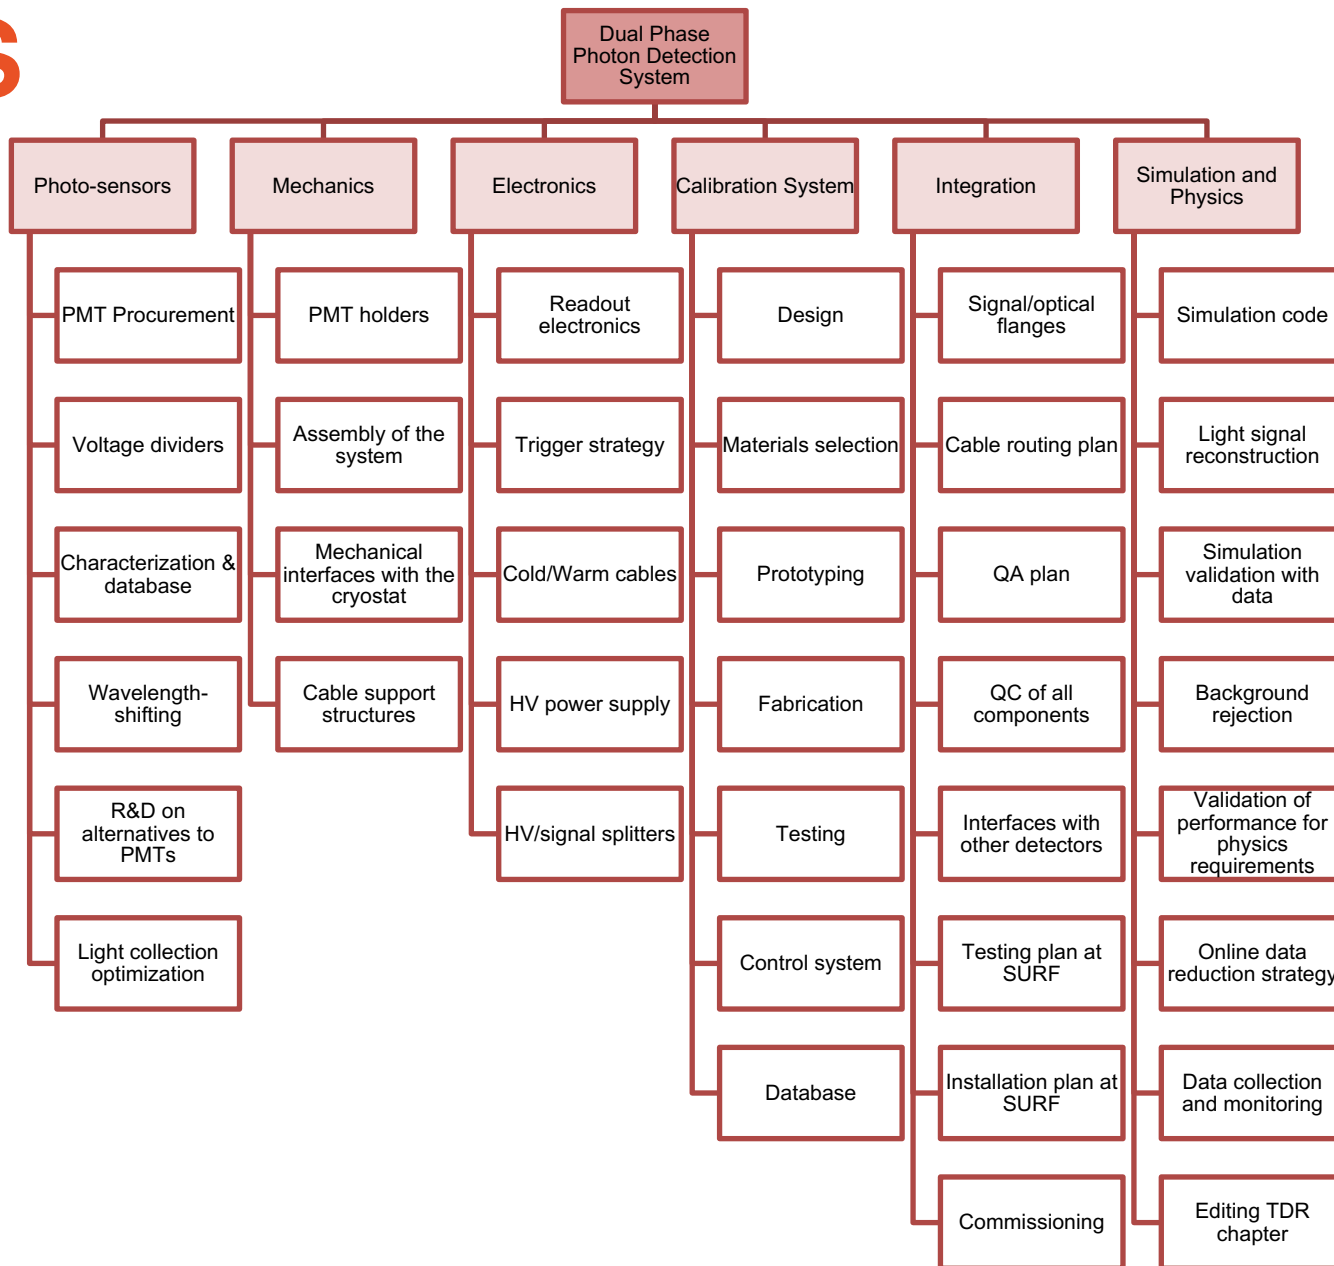 S
Dual Phase
Photon Detection
System
Photo-sensors
Mechanics
Electronics
Calibration System
Integration
Simulation and
Physics
PMT Procurement
Voltage dividers
Characterization &
database
Wavelength-
shifting
R&D on
alternatives to
PMTs
Light collection
optimization
PMT holders
Assembly of the
system
Mechanical
interfaces with the
cryostat
Cable support
structures
Readout
electronics
Trigger strategy
Cold/Warm cables
HV power supply
HV/signal splitters
Design
Materials selection
Prototyping
Fabrication
Testing
Control system
Database
Signal/optical
flanges
Cable routing plan
QA plan
QC of all
components
Interfaces with
other detectors
Testing plan at
SURF
Installation plan at
SURF
Commissioning
Simulation code
Light signal
reconstruction
Simulation
validation with
data
Background
rejection
Validation of
performance for
physics
requirements
Online data
reduction strategy
Data collection
and monitoring
Editing TDR
chapter